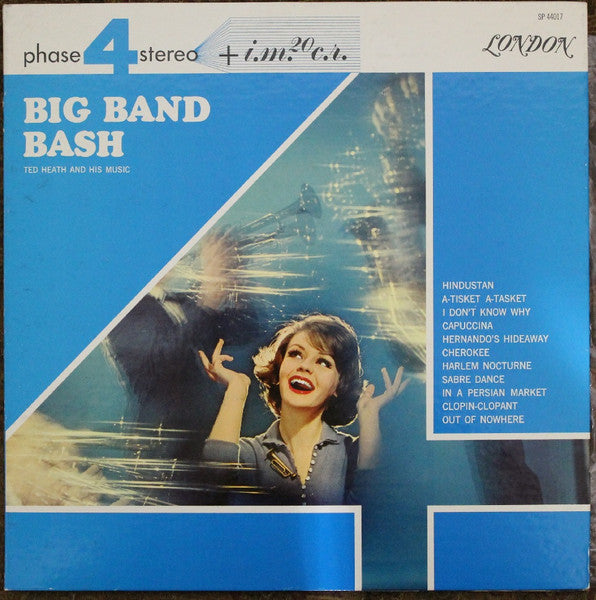 SP 44017
phase 4 stereo + i.m. 20 c.r.
LONDON
BIG BAND
BASH
TED HEATH AND HIS MUSIC
HINDUSTAN
A-TISKET A-TASKET
I DON'T KNOW WHY
CAPUCCINA
HERNANDO'S HIDEAWAY
CHEROKEE
HARLEM NOCTURNE
SABRE DANCE
IN A PERSIAN MARKET
CLOPIN-CLOPANT
OUT OF NOWHERE